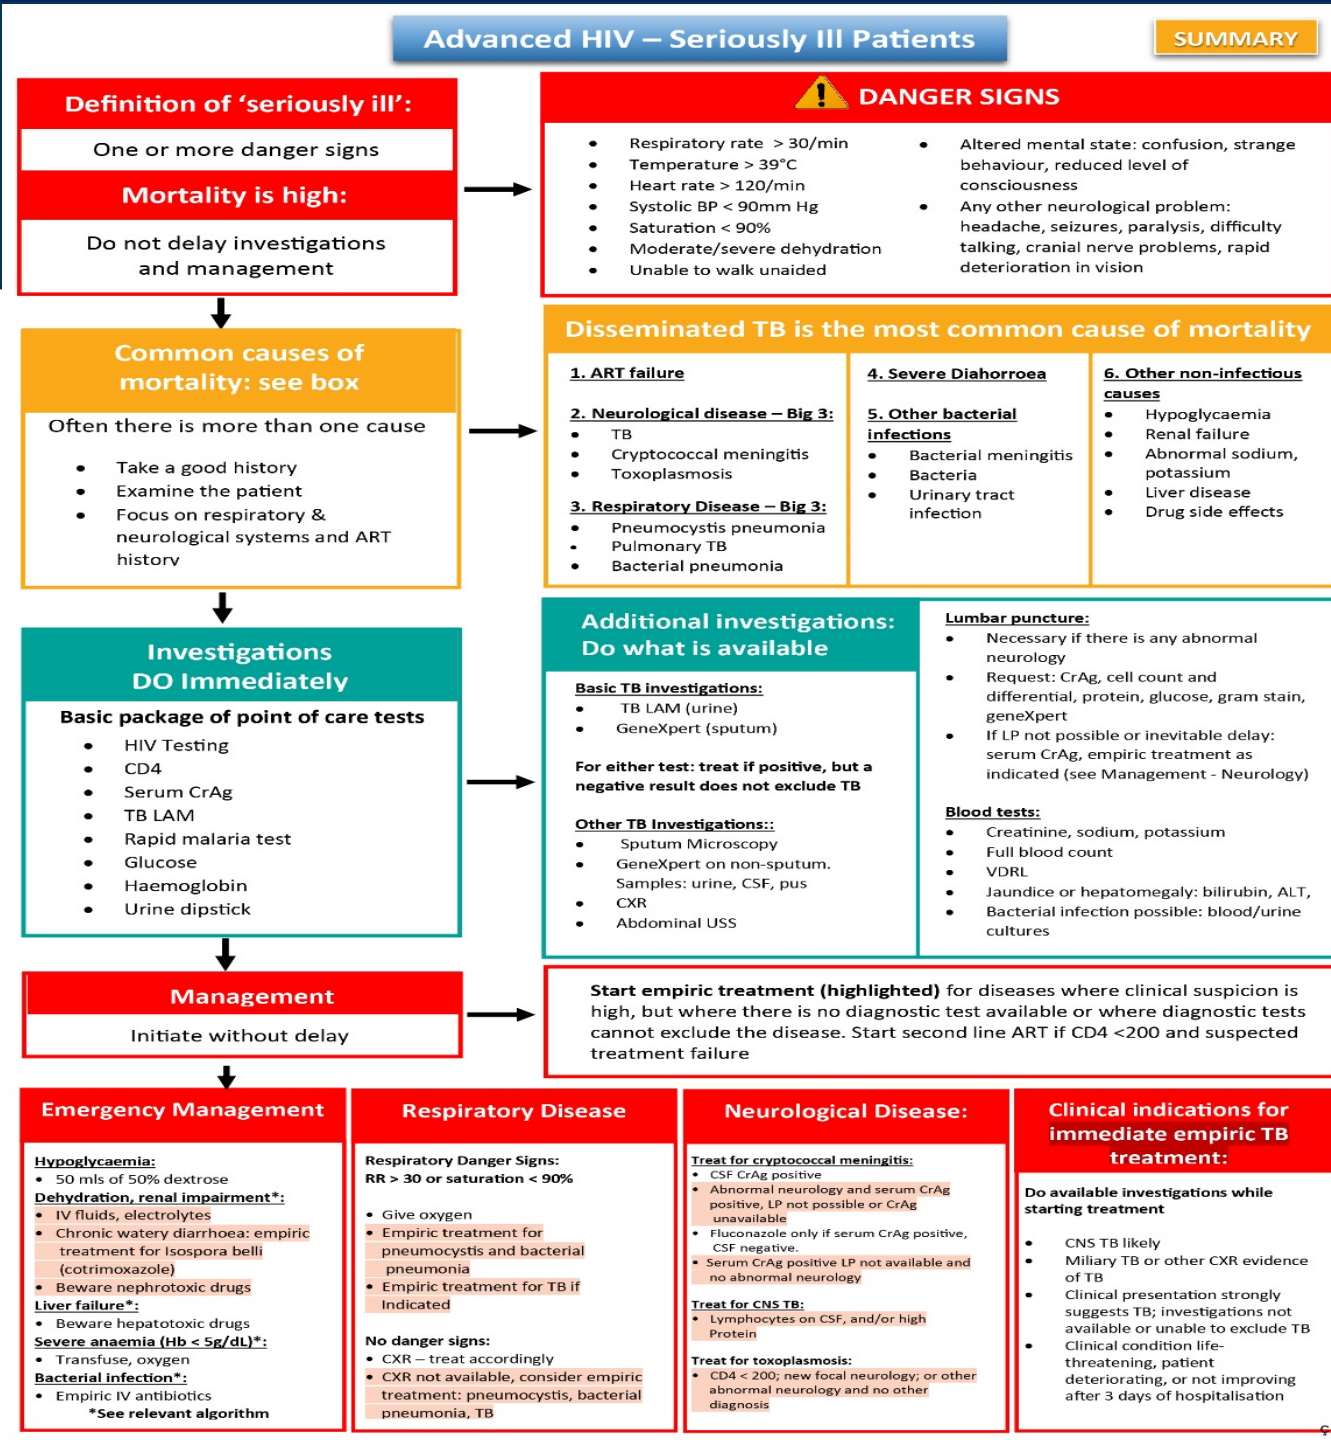 Advanced HIV – Seriously Ill Patients
SUMMARY
Definition of ‘seriously ill’:
One or more danger signs
Mortality is high:
Do not delay investigations
and management
DANGER SIGNS
• Respiratory rate > 30/min
• Temperature > 39°C
• Heart rate > 120/min
• Systolic BP < 90mm Hg
• Saturation < 90%
• Moderate/severe dehydration
• Unable to walk unaided
• Altered mental state: confusion, strange
behaviour, reduced level of
consciousness
• Any other neurological problem:
headache, seizures, paralysis, difficulty
talking, cranial nerve problems, rapid
deterioration in vision
Common causes of
mortality: see box
Often there is more than one cause
• Take a good history
• Examine the patient
• Focus on respiratory &
neurological systems and ART
history
Disseminated TB is the most common cause of mortality
1. ART failure
2. Neurological disease – Big 3:
• TB
• Cryptococcal meningitis
• Toxoplasmosis
3. Respiratory Disease – Big 3:
• Pneumocystis pneumonia
• Pulmonary TB
• Bacterial pneumonia
4. Severe Diahorroea
5. Other bacterial
infections
• Bacterial meningitis
• Bacteria
• Urinary tract
infection
6. Other non-infectious
causes
• Hypoglycaemia
• Renal failure
• Abnormal sodium,
potassium
• Liver disease
• Drug side effects
Investigations
DO Immediately
Basic package of point of care tests
• HIV Testing
• CD4
• Serum CrAg
• TB LAM
• Rapid malaria test
• Glucose
• Haemoglobin
• Urine dipstick
Additional investigations:
Do what is available
Basic TB investigations:
• TB LAM (urine)
• GeneXpert (sputum)
For either test: treat if positive, but a
negative result does not exclude TB
Other TB Investigations::
• Sputum Microscopy
• GeneXpert on non-sputum.
Samples: urine, CSF, pus
• CXR
• Abdominal USS
Lumbar puncture:
• Necessary if there is any abnormal
neurology
• Request: CrAg, cell count and
differential, protein, glucose, gram stain,
geneXpert
• If LP not possible or inevitable delay:
serum CrAg, empiric treatment as
indicated (see Management - Neurology)
Blood tests:
• Creatinine, sodium, potassium
• Full blood count
• VDRL
• Jaundice or hepatomegaly: bilirubin, ALT,
• Bacterial infection possible: blood/urine
cultures
Management
Initiate without delay
Start empiric treatment (highlighted) for diseases where clinical suspicion is
high, but where there is no diagnostic test available or where diagnostic tests
cannot exclude the disease. Start second line ART if CD4 <200 and suspected
treatment failure
Emergency Management
Hypoglycaemia:
• 50 mls of 50% dextrose
Dehydration, renal impairment*:
• IV fluids, electrolytes
• Chronic watery diarrhoea: empiric
treatment for Isospora belli
(cotrimoxazole)
• Beware nephrotoxic drugs
Liver failure*:
• Beware hepatotoxic drugs
Severe anaemia (Hb < 5g/dL)*:
• Transfuse, oxygen
Bacterial infection*:
• Empiric IV antibiotics
*See relevant algorithm
Respiratory Disease
Respiratory Danger Signs:
RR > 30 or saturation < 90%
• Give oxygen
• Empiric treatment for
pneumocystis and bacterial
pneumonia
• Empiric treatment for TB if
Indicated
No danger signs:
• CXR – treat accordingly
• CXR not available, consider empiric
treatment: pneumocystis, bacterial
pneumonia, TB
Neurological Disease:
Treat for cryptococcal meningitis:
• CSF CrAg positive
• Abnormal neurology and serum CrAg
positive, LP not possible or CrAg
unavailable
• Fluconazole only if serum CrAg positive,
CSF negative.
• Serum CrAg positive LP not available and
no abnormal neurology
Treat for CNS TB:
• Lymphocytes on CSF, and/or high
Protein
Treat for toxoplasmosis:
• CD4 < 200; new focal neurology; or other
abnormal neurology and no other
diagnosis
Clinical indications for
immediate empiric TB
treatment:
Do available investigations while
starting treatment
• CNS TB likely
• Miliary TB or other CXR evidence
of TB
• Clinical presentation strongly
suggests TB; investigations not
available or unable to exclude TB
• Clinical condition life-
threatening, patient
deteriorating, or not improving
after 3 days of hospitalisation